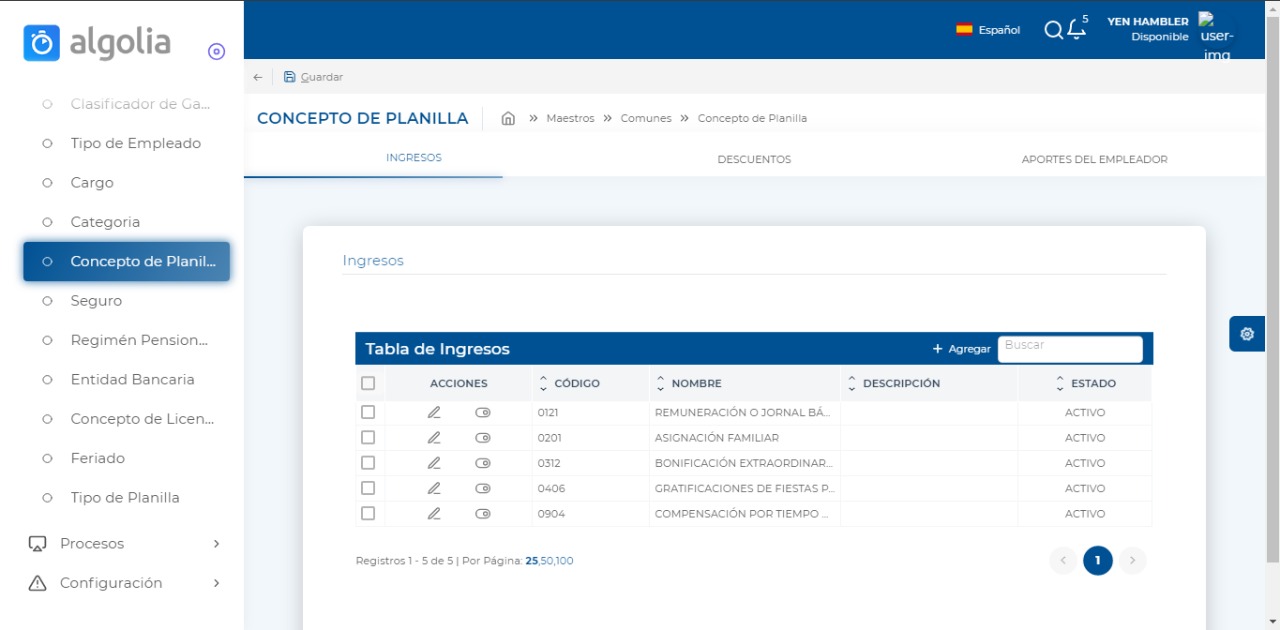 algolia
Clasificador de Ga...
Tipo de Empleado
Cargo
Categoria
Concepto de Planil...
Seguro
Regimén Pension...
Entidad Bancaria
Concepto de Licen...
Feriado
Tipo de Planilla
Procesos
Configuración
Español
5
YEN HAMBLER
Disponible
user-
img
Guardar
CONCEPTO DE PLANILLA
Maestros » Comunes » Concepto de Planilla
INGRESOS DESCUENTOS APORTES DEL EMPLEADOR
Ingresos
Tabla de Ingresos + Agregar Buscar
ACCIONES CÓDIGO NOMBRE DESCRIPCIÓN ESTADO
0121 REMUNERACIÓN O JORNAL BÁ... ACTIVO
0201 ASIGNACIÓN FAMILIAR ACTIVO
0312 BONIFICACIÓN EXTRAORDINAR... ACTIVO
0406 GRATIFICACIONES DE FIESTAS P... ACTIVO
0904 COMPENSACIÓN POR TIEMPO ... ACTIVO
Registros 1 - 5 de 5 | Por Página: 25,50,100
1